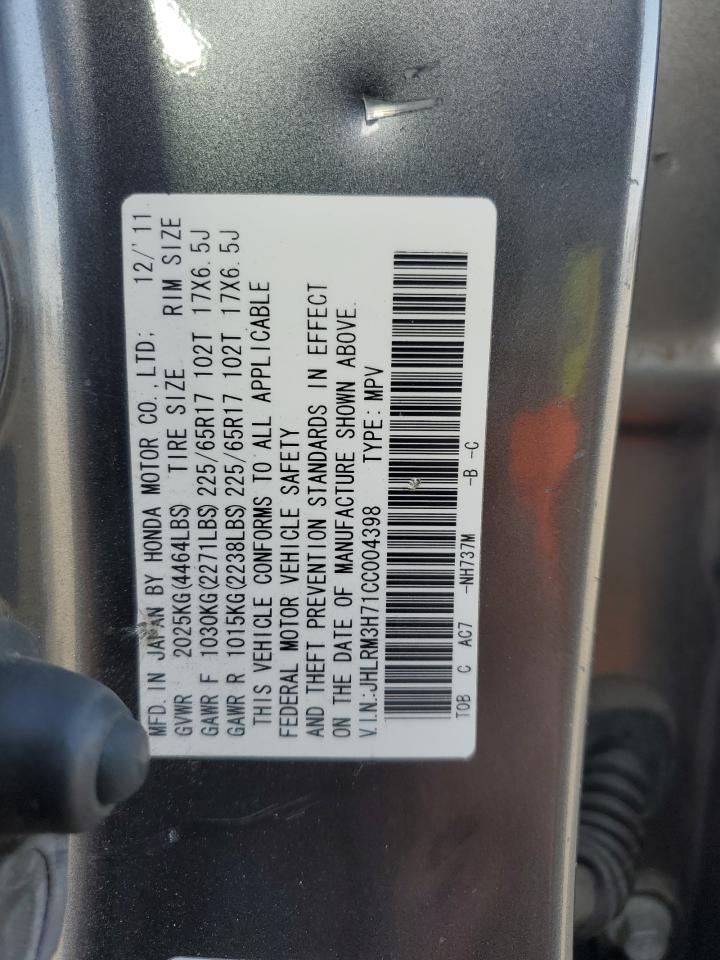 MFD. IN JAPAN BY HONDA MOTOR CO., LTD; 12/'11
GVWR 2025KG(4464LBS) TIRE SIZE RIM SIZE
GAWR F 1030KG(2271LBS) 225/65R17 102T 17X6.5J
GAWR R 1015KG(2238LBS) 225/65R17 102T 17X6.5J
THIS VEHICLE CONFORMS TO ALL APPLICABLE
FEDERAL MOTOR VEHICLE SAFETY
AND THEFT PREVENTION STANDARDS IN EFFECT
ON THE DATE OF MANUFACTURE SHOWN ABOVE.
V.I.N.:JHLRM3H71CC004398 TYPE: MPV
T0B C AC7 -NH737M -B -C